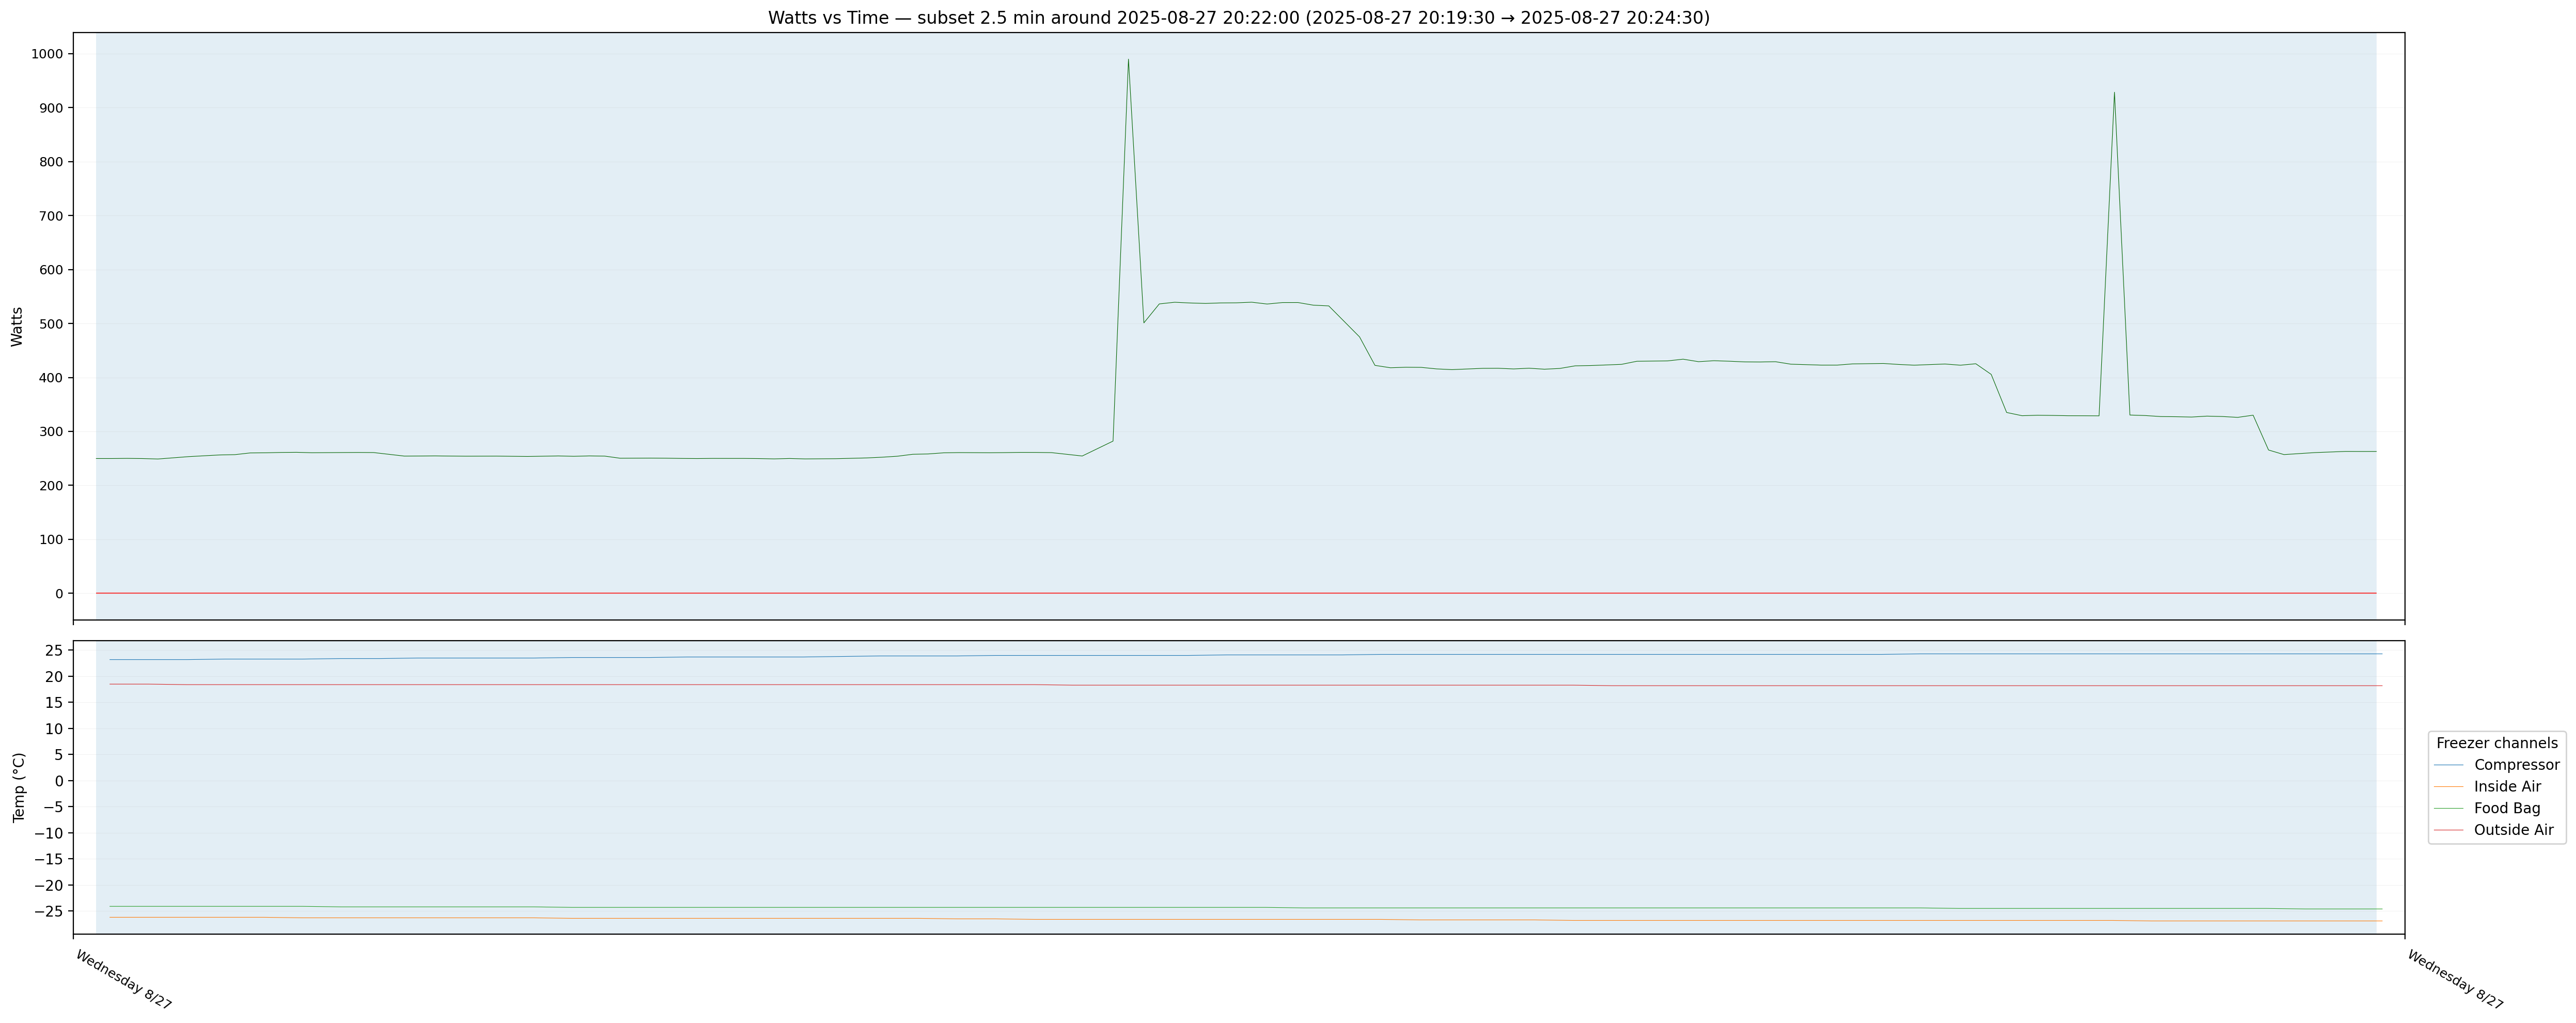 Watts vs Time — subset 2.5 min around 2025-08-27 20:22:00 (2025-08-27 20:19:30 → 2025-08-27 20:24:30)
1000
900
800
700
600
500
400
300
200
100
0
Watts
25
20
15
10
5
0
−5
−10
−15
−20
−25
Temp (°C)
Freezer channels
Compressor
Inside Air
Food Bag
Outside Air
Wednesday 8/27
Wednesday 8/27